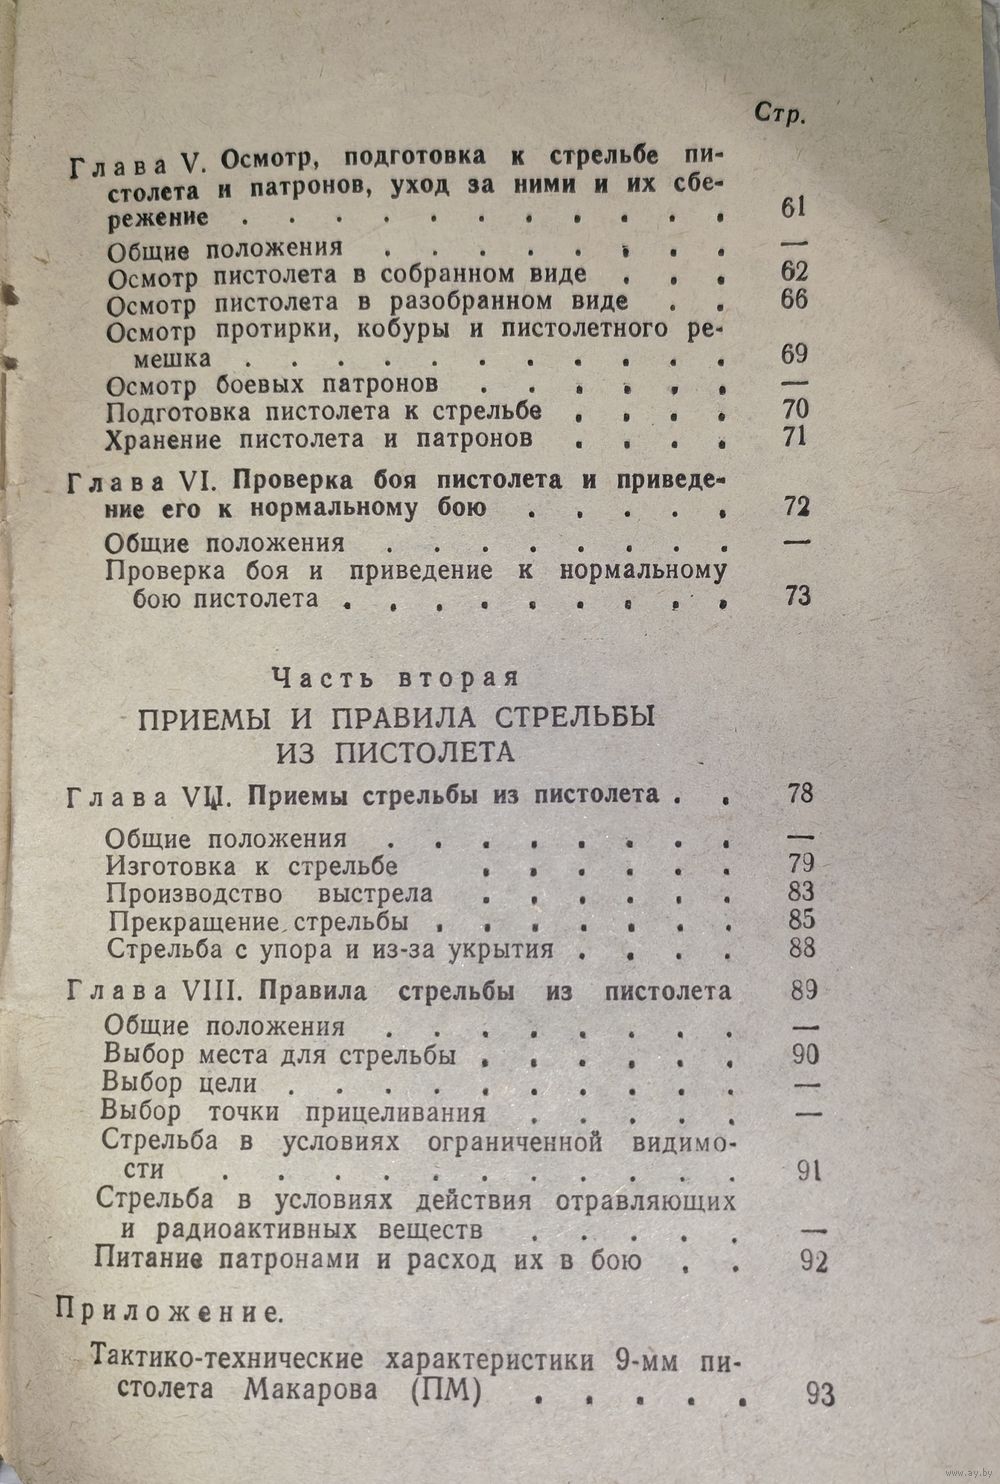 Стр.
Глава V. Осмотр, подготовка к стрельбе пи-
столета и патронов, уход за ними и их сбе-
режение . . . . . . . . . . . 61
Общие положения . . . . . . . . —
Осмотр пистолета в собранном виде . . . 62
Осмотр пистолета в разобранном виде . . 66
Осмотр протирки, кобуры и пистолетного ре-
мешка . . . . . . . . . . . 69
Осмотр боевых патронов . . . . . . —
Подготовка пистолета к стрельбе . . . . 70
Хранение пистолета и патронов . . . . 71
Глава VI. Проверка боя пистолета и приведе-
ние его к нормальному бою . . . . . 72
Общие положения . . . . . . . . —
Проверка боя и приведение к нормальному
бою пистолета . . . . . . . . . 73
Часть вторая
ПРИЕМЫ И ПРАВИЛА СТРЕЛЬБЫ
ИЗ ПИСТОЛЕТА
Глава VII. Приемы стрельбы из пистолета . . 78
Общие положения . . . . . . . . —
Изготовка к стрельбе . . . . . . 79
Производство выстрела . . . . . . 83
Прекращение стрельбы . . . . . . . 85
Стрельба с упора и из-за укрытия . . . . 88
Глава VIII. Правила стрельбы из пистолета 89
Общие положения . . . . . . . . —
Выбор места для стрельбы . . . . . . 90
Выбор цели . . . . . . . . . . —
Выбор точки прицеливания . . . . . —
Стрельба в условиях ограниченной видимо-
сти . . . . . . . . . . . 91
Стрельба в условиях действия отравляющих
и радиоактивных веществ . . . . . —
Питание патронами и расход их в бою . . 92
Приложение.
Тактико-технические характеристики 9-мм пи-
столета Макарова (ПМ) . . . . . 93
www.ay.by